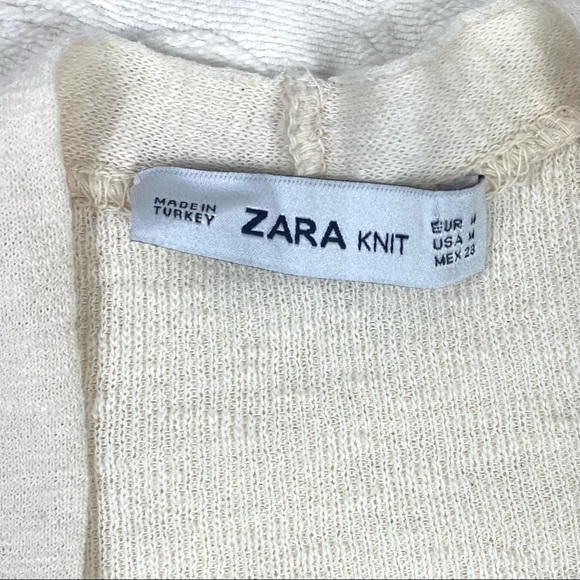 MADE IN
TURKEY
ZARA KNIT
EUR M
USA M
MEX 28